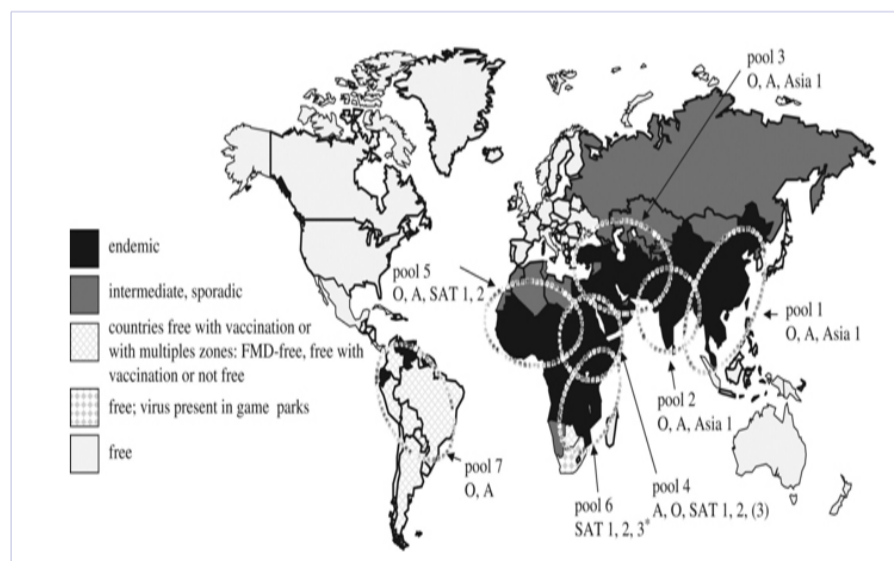 pool 3
O, A, Asia 1
endemic
intermediate, sporadic
countries free with vaccination or
with multiples zones: FMD-free, free with
vaccination or not free
free; virus present in game parks
free
pool 5
O, A, SAT 1, 2
pool 1
O, A, Asia 1
pool 2
O, A, Asia 1
pool 7
O, A
pool 6
SAT 1, 2, 3*
pool 4
A, O, SAT 1, 2, (3)